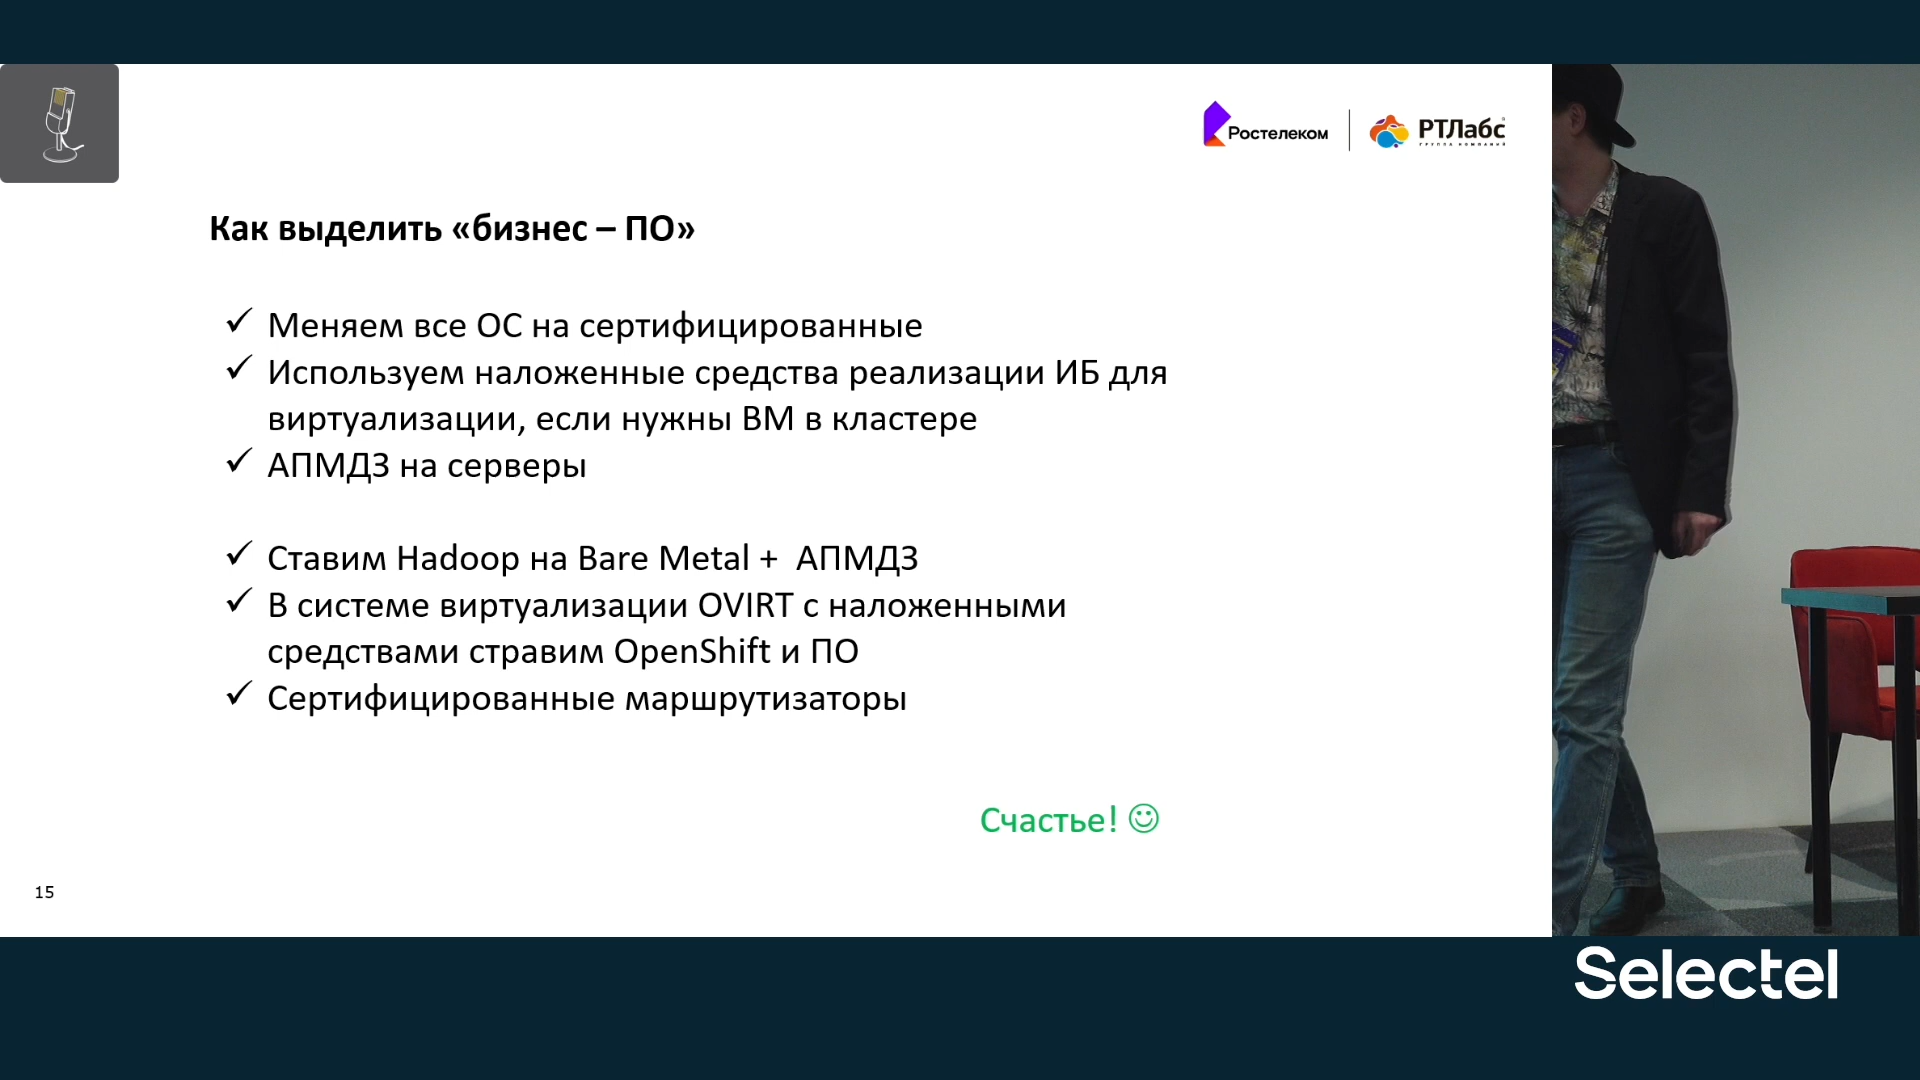 Ростелеком
РТЛабс
ГРУППА КОМПАНИЙ
Как выделить «бизнес – ПО»
✓ Меняем все ОС на сертифицированные
✓ Используем наложенные средства реализации ИБ для
виртуализации, если нужны ВМ в кластере
✓ АПМДЗ на серверы
✓ Ставим Hadoop на Bare Metal + АПМДЗ
✓ В системе виртуализации OVIRT с наложенными
средствами стравим OpenShift и ПО
✓ Сертифицированные маршрутизаторы
Счастье! ☺
15
Selectel